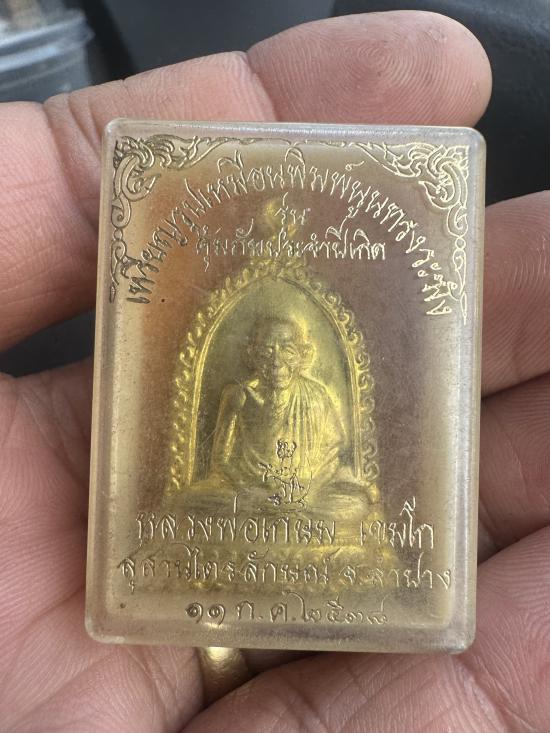 เหรียญรูปเหมือนพิมพ์นูนทรงระฆัง
รุ่น
คุ้มภัยประจำปีเกิด
หลวงพ่อเกษม เขมโก
สุสานไตรลักษณ์ จ.ลำปาง
๑๑ ก.ค. ๒๕๓๘